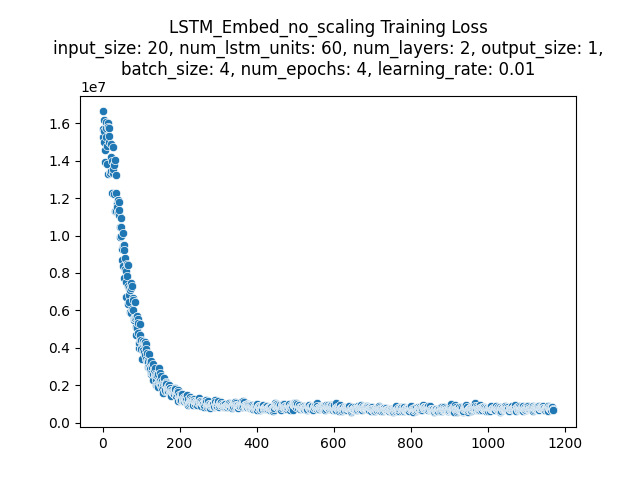 LSTM_Embed_no_scaling Training Loss
input_size: 20, num_lstm_units: 60, num_layers: 2, output_size: 1,
batch_size: 4, num_epochs: 4, learning_rate: 0.01
1e7
1.6
1.4
1.2
1.0
0.8
0.6
0.4
0.2
0.0
0 200 400 600 800 1000 1200